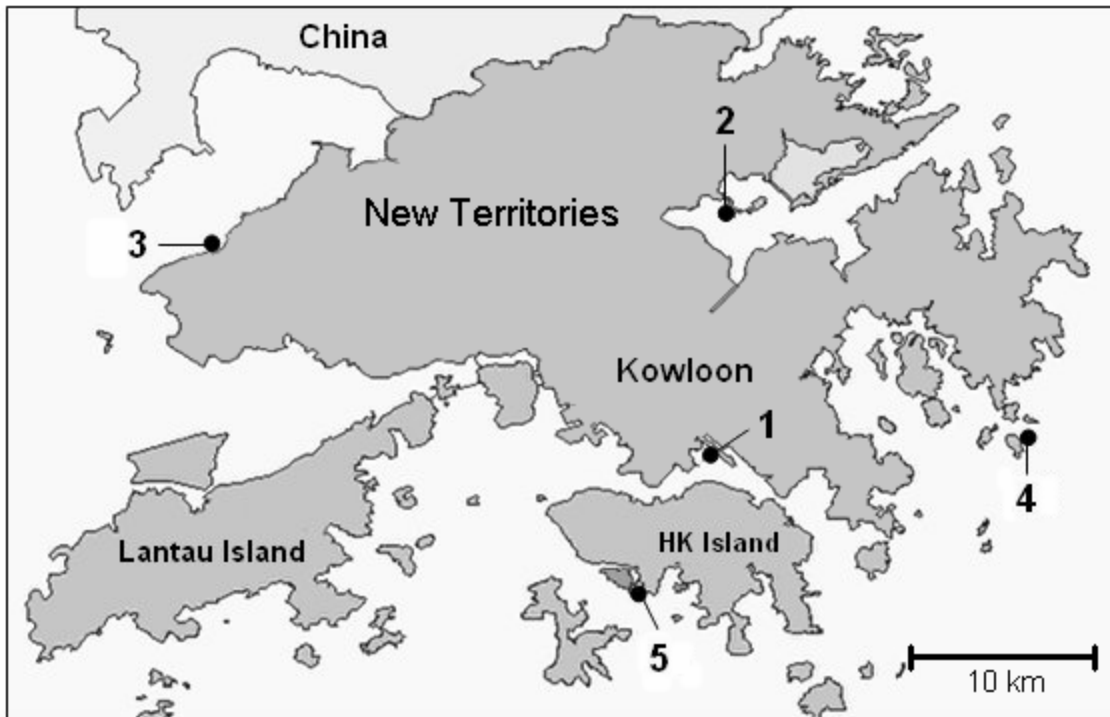 China
2
New Territories
3
Kowloon
1
4
Lantau Island
HK Island
5
10 km